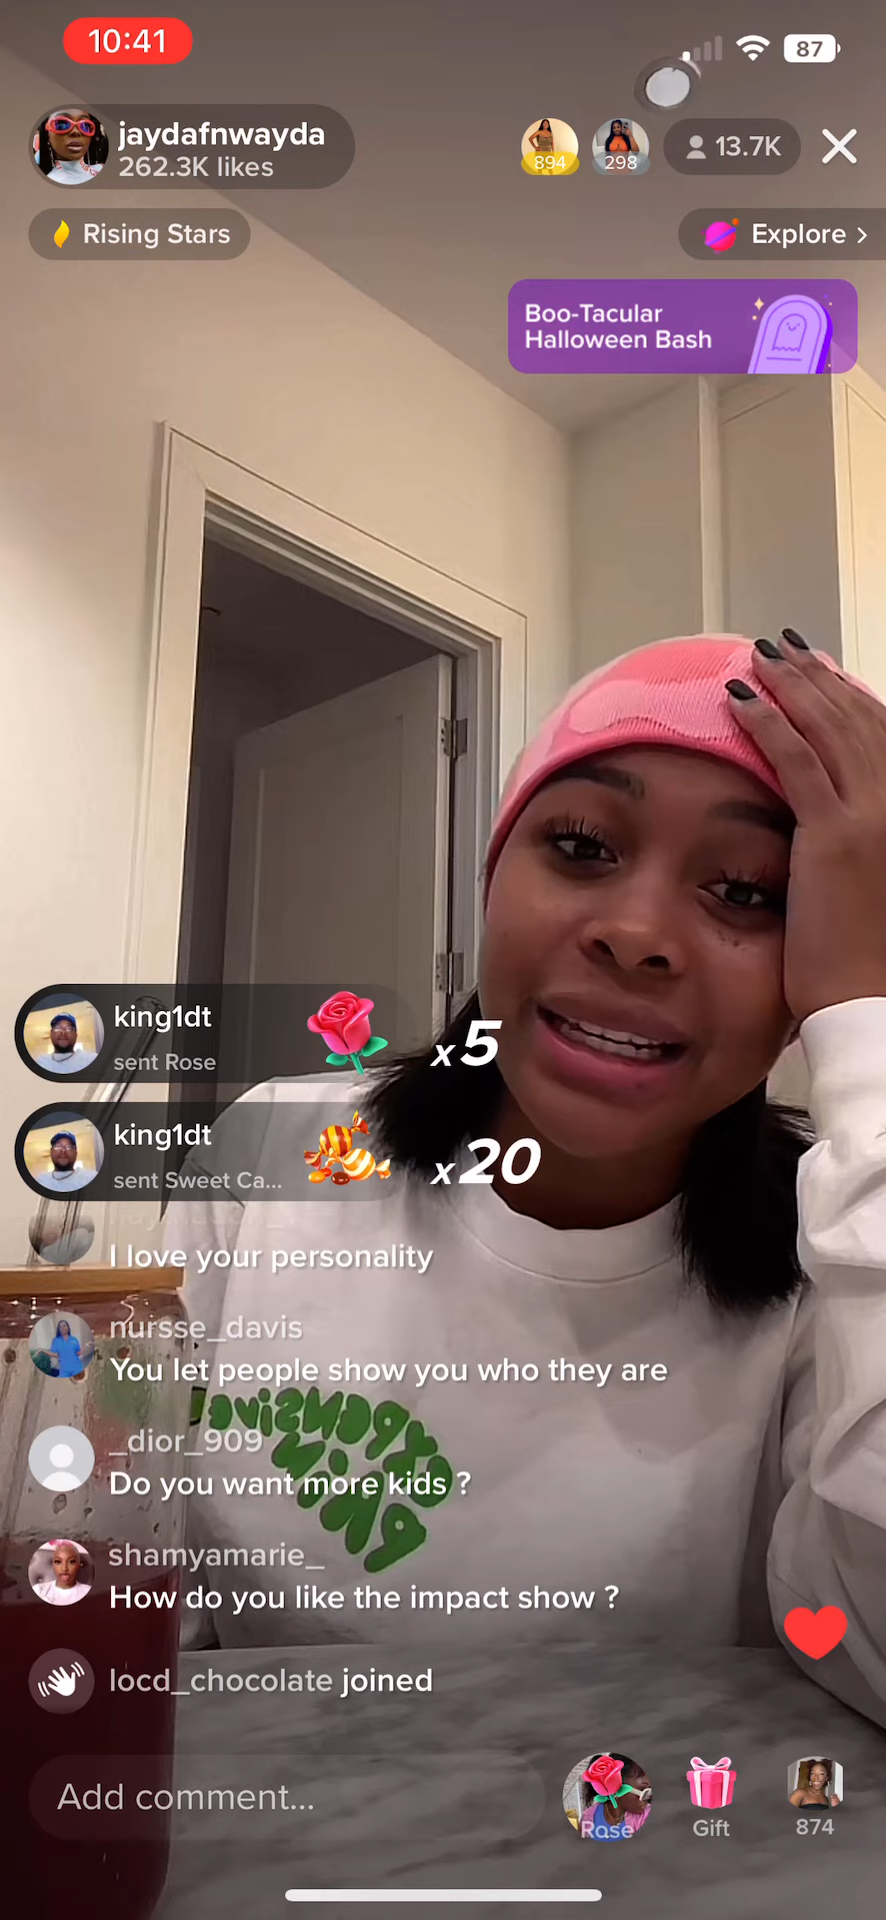 10:41
87
jaydafnwayda
262.3K likes
894
298
13.7K
Rising Stars
Explore
Boo-Tacular
Halloween Bash
king1dt
sent Rose
x5
king1dt
sent Sweet Ca...
x20
I love your personality
nursse_davis
You let people show you who they are
_dior_909
Do you want more kids ?
shamyamarie_
How do you like the impact show ?
locd_chocolate joined
Add comment...
Rose
Gift
874